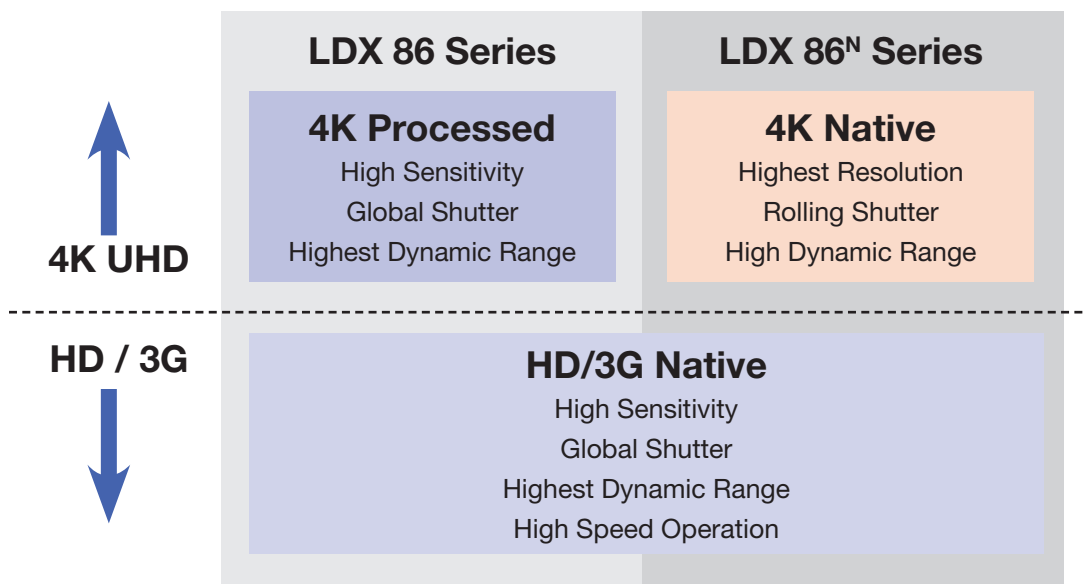 LDX 86 Series
LDX 86ᴺ Series
4K Processed
High Sensitivity
Global Shutter
Highest Dynamic Range
4K Native
Highest Resolution
Rolling Shutter
High Dynamic Range
4K UHD
HD / 3G
HD/3G Native
High Sensitivity
Global Shutter
Highest Dynamic Range
High Speed Operation